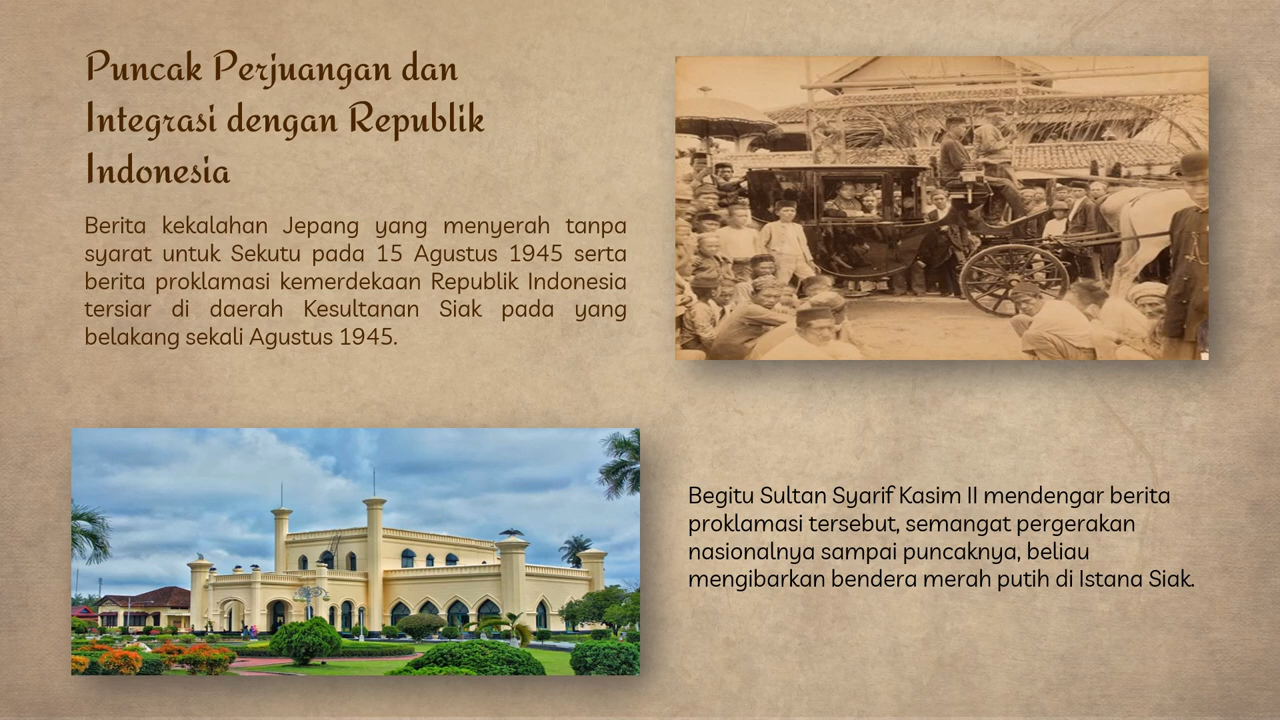 Puncak Perjuangan dan
Integrasi dengan Republik
Indonesia
Berita kekalahan Jepang yang menyerah tanpa
syarat untuk Sekutu pada 15 Agustus 1945 serta
berita proklamasi kemerdekaan Republik Indonesia
tersiar di daerah Kesultanan Siak pada yang
belakang sekali Agustus 1945.
Begitu Sultan Syarif Kasim II mendengar berita
proklamasi tersebut, semangat pergerakan
nasionalnya sampai puncaknya, beliau
mengibarkan bendera merah putih di Istana Siak.